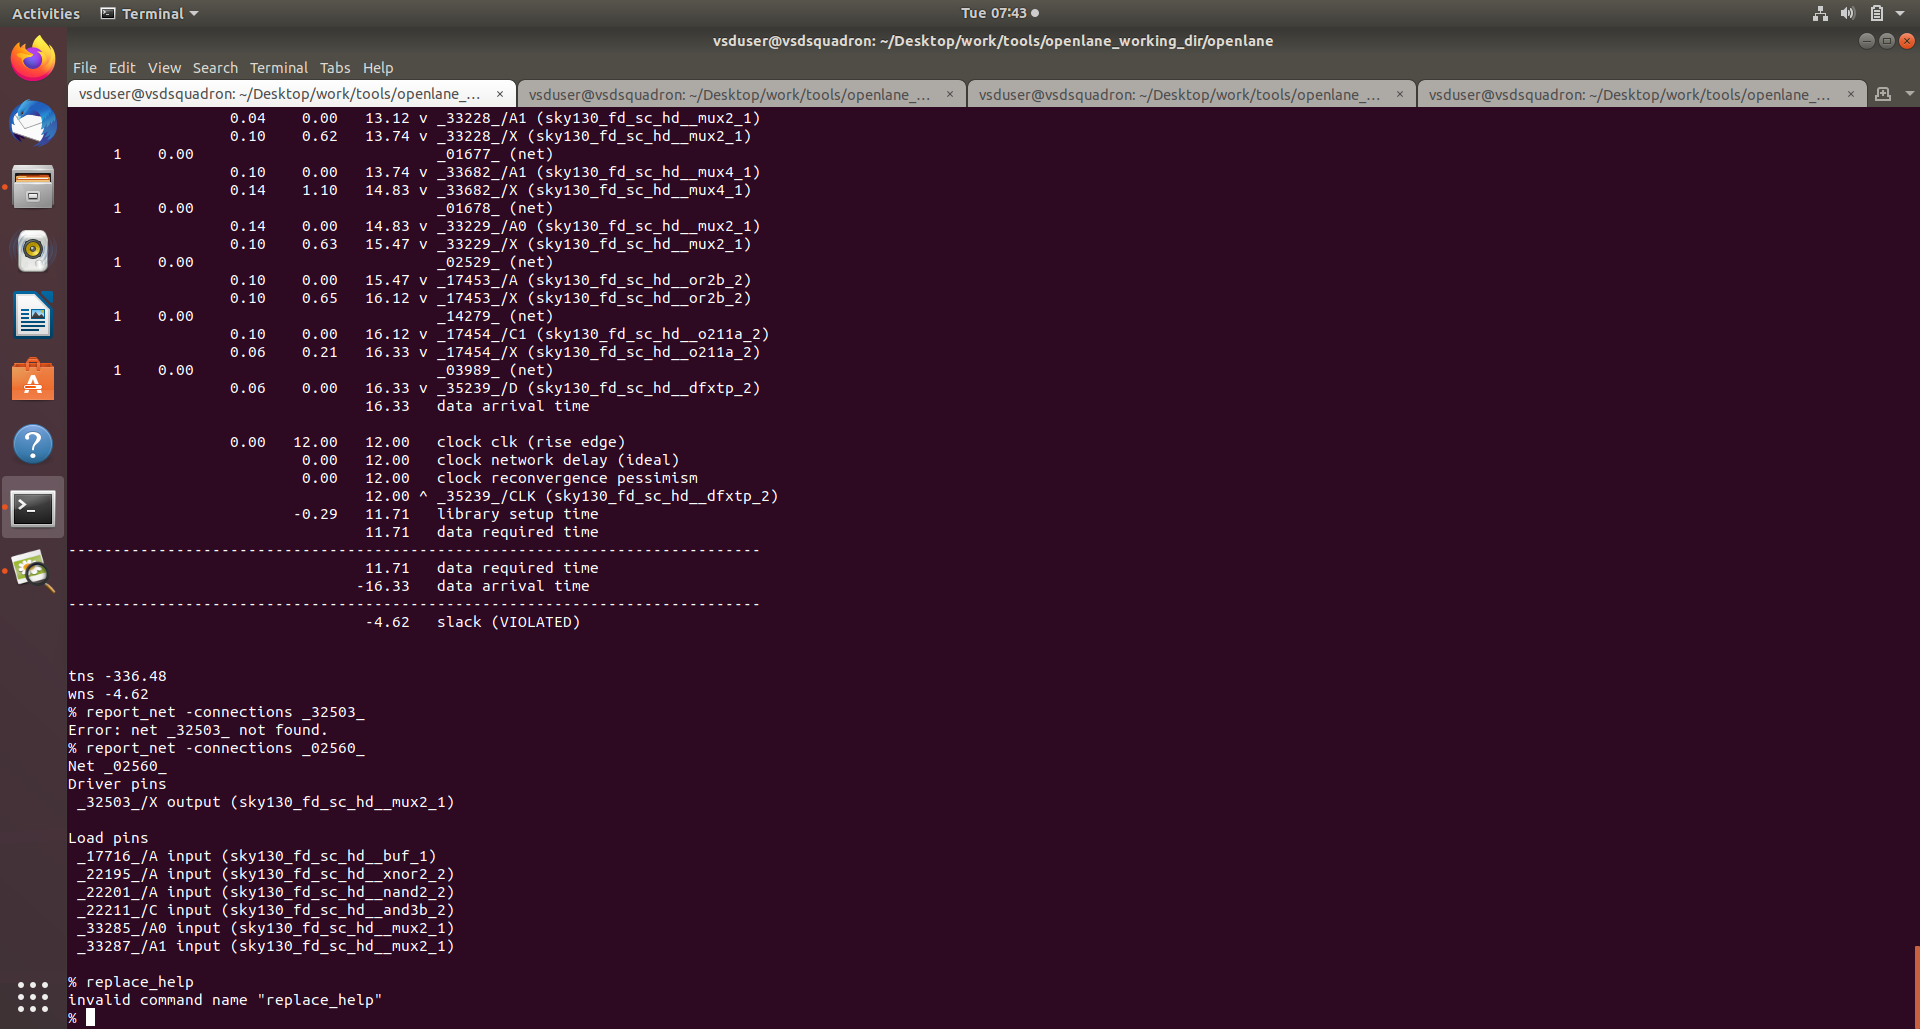 Activities Terminal Tue 07:43
vsduser@vsdsquadron: ~/Desktop/work/tools/openlane_working_dir/openlane
File Edit View Search Terminal Tabs Help
vsduser@vsdsquadron: ~/Desktop/work/tools/openlane_... × vsduser@vsdsquadron: ~/Desktop/work/tools/openlane_... × vsduser@vsdsquadron: ~/Desktop/work/tools/openlane_... × vsduser@vsdsquadron: ~/Desktop/work/tools/openlane_... ×
0.04 0.00 13.12 v _33228_/A1 (sky130_fd_sc_hd__mux2_1)
0.10 0.62 13.74 v _33228_/X (sky130_fd_sc_hd__mux2_1)
1 0.00 _01677_ (net)
0.10 0.00 13.74 v _33682_/A1 (sky130_fd_sc_hd__mux4_1)
0.14 1.10 14.83 v _33682_/X (sky130_fd_sc_hd__mux4_1)
1 0.00 _01678_ (net)
0.14 0.00 14.83 v _33229_/A0 (sky130_fd_sc_hd__mux2_1)
0.10 0.63 15.47 v _33229_/X (sky130_fd_sc_hd__mux2_1)
1 0.00 _02529_ (net)
0.10 0.00 15.47 v _17453_/A (sky130_fd_sc_hd__or2b_2)
0.10 0.65 16.12 v _17453_/X (sky130_fd_sc_hd__or2b_2)
1 0.00 _14279_ (net)
0.10 0.00 16.12 v _17454_/C1 (sky130_fd_sc_hd__o211a_2)
0.06 0.21 16.33 v _17454_/X (sky130_fd_sc_hd__o211a_2)
1 0.00 _03989_ (net)
0.06 0.00 16.33 v _35239_/D (sky130_fd_sc_hd__dfxtp_2)
16.33 data arrival time
0.00 12.00 12.00 clock clk (rise edge)
0.00 12.00 clock network delay (ideal)
0.00 12.00 clock reconvergence pessimism
12.00 ^ _35239_/CLK (sky130_fd_sc_hd__dfxtp_2)
-0.29 11.71 library setup time
11.71 data required time
-----------------------------------------------------------------------------
11.71 data required time
-16.33 data arrival time
-----------------------------------------------------------------------------
-4.62 slack (VIOLATED)
tns -336.48
wns -4.62
% report_net -connections _32503_
Error: net _32503_ not found.
% report_net -connections _02560_
Net _02560_
Driver pins
_32503_/X output (sky130_fd_sc_hd__mux2_1)
Load pins
_17716_/A input (sky130_fd_sc_hd__buf_1)
_22195_/A input (sky130_fd_sc_hd__xnor2_2)
_22201_/A input (sky130_fd_sc_hd__nand2_2)
_22211_/C input (sky130_fd_sc_hd__and3b_2)
_33285_/A0 input (sky130_fd_sc_hd__mux2_1)
_33287_/A1 input (sky130_fd_sc_hd__mux2_1)
% replace_help
invalid command name "replace_help"
%